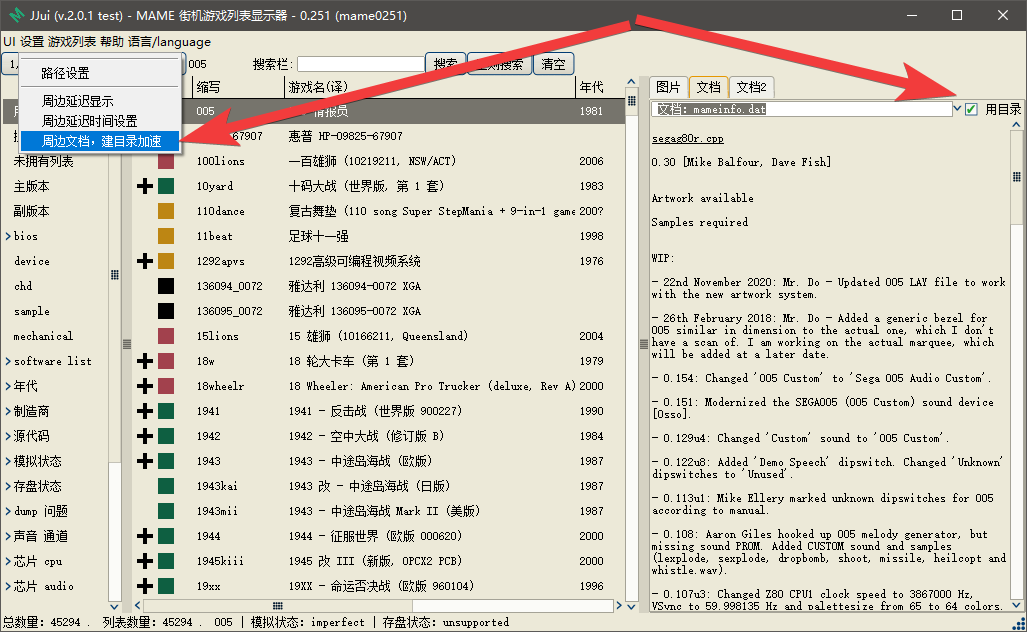 JJui (v.2.0.1 test) - MAME 街机游戏列表显示器 - 0.251 (mame0251)
UI 设置 游戏列表 帮助 语言/language
005 搜索栏: 搜索 搜索 清空
路径设置
周边延迟显示
周边延迟时间设置
周边文档，建目录加速
未拥有列表
主版本
副版本
bios
device
chd
sample
mechanical
software list
年代
制造商
源代码
模拟状态
存盘状态
dump 问题
声音 通道
芯片 cpu
芯片 audio
缩写 游戏名(译) 年代
005 情报员 1981
67907 惠普 HP-09825-67907
100lions 一百雄狮 (10219211, NSW/ACT) 2006
10yard 十码大战 (世界版, 第 1 套) 1983
110dance 复古舞垫 (110 song Super StepMania + 9-in-1 game 200?
11beat 足球十一强 1998
1292apvs 1292高级可编程视频系统 1976
136094_0072 雅达利 136094-0072 XGA
136095_0072 雅达利 136095-0072 XGA
15lions 15 雄狮 (10166211, Queensland) 2004
18w 18 轮大卡车 (第 1 套) 1979
18wheelr 18 Wheeler: American Pro Trucker (deluxe, Rev A) 2000
1941 1941 - 反击战 (世界版 900227) 1990
1942 1942 - 空中大战 (修订版 B) 1984
1943 1943 - 中途岛海战 (欧版) 1987
1943kai 1943 改 - 中途岛海战 (日版) 1987
1943mii 1943 - 中途岛海战 Mark II (美版) 1987
1944 1944 - 征服世界 (欧版 000620) 2000
1945kiii 1945 改 III (新版, OPCX2 PCB) 2000
19xx 19XX - 命运否决战 (欧版 960104) 1996
图片 文档 文档2
文档: mameinfo.dat 用目录
segag80r.cpp
0.30 [Mike Balfour, Dave Fish]
Artwork available
Samples required
WIP:
- 22nd November 2020: Mr. Do - Updated 005 LAY file to work
with the new artwork system.
- 26th February 2018: Mr. Do - Added a generic bezel for
005 similar in dimension to the actual one, which I don't
have a scan of. I am working on the actual marquee, which
will be added at a later date.
- 0.154: Changed '005 Custom' to 'Sega 005 Audio Custom'.
- 0.151: Modernized the SEGA005 (005 Custom) sound device
[Osso].
- 0.129u4: Changed 'Custom' sound to '005 Custom'.
- 0.122u8: Added 'Demo Speech' dipswitch. Changed 'Unknown'
dipswitches to 'Unused'.
- 0.113u1: Mike Ellery marked unknown dipswitches for 005
according to manual.
- 0.108: Aaron Giles hooked up 005 melody generator, but
missing sound PROM. Added CUSTOM sound and samples
(lexplode, sexplode, dropbomb, shoot, missile, heilcopt and
whistle.wav).
- 0.107u3: Changed Z80 CPU1 clock speed to 3867000 Hz,
VSync to 59.998135 Hz and palettesize from 65 to 64 colors.
总数量: 45294 . 列表数量: 45294 . 005 | 模拟状态: imperfect | 存盘状态: unsupported